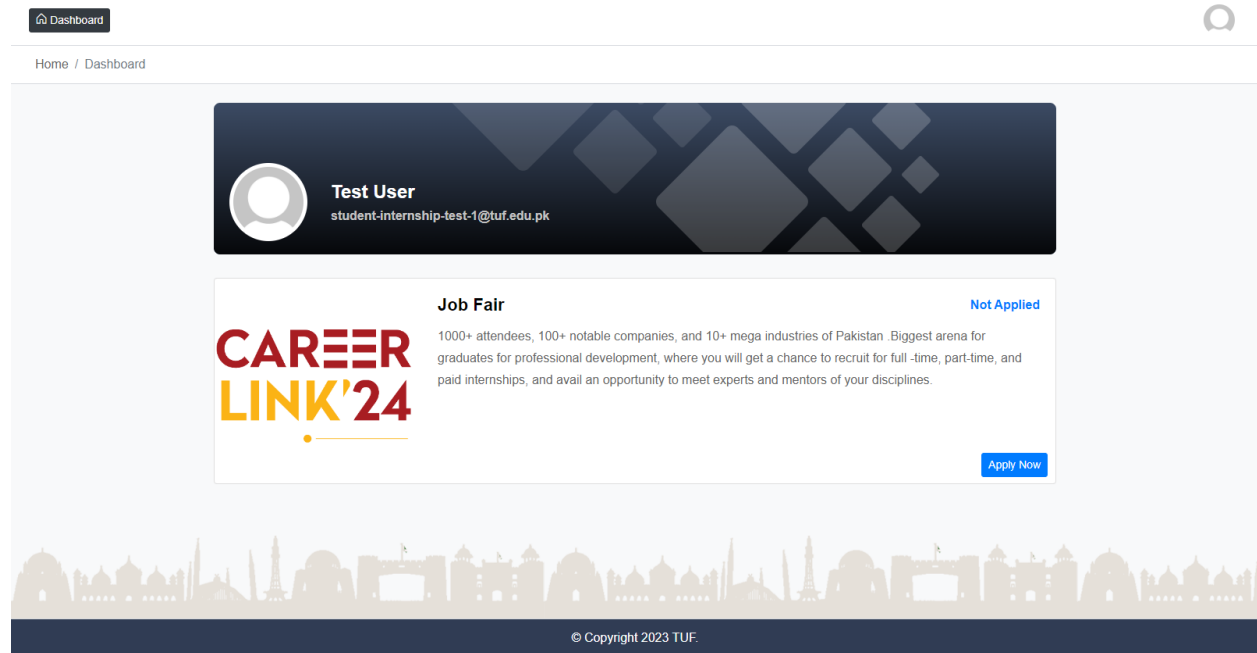 Dashboard
Home / Dashboard
Test User
student-internship-test-1@tuf.edu.pk
CAREER
LINK’24
Job Fair
Not Applied
1000+ attendees, 100+ notable companies, and 10+ mega industries of Pakistan .Biggest arena for
graduates for professional development, where you will get a chance to recruit for full -time, part-time, and
paid internships, and avail an opportunity to meet experts and mentors of your disciplines.
Apply Now
© Copyright 2023 TUF.